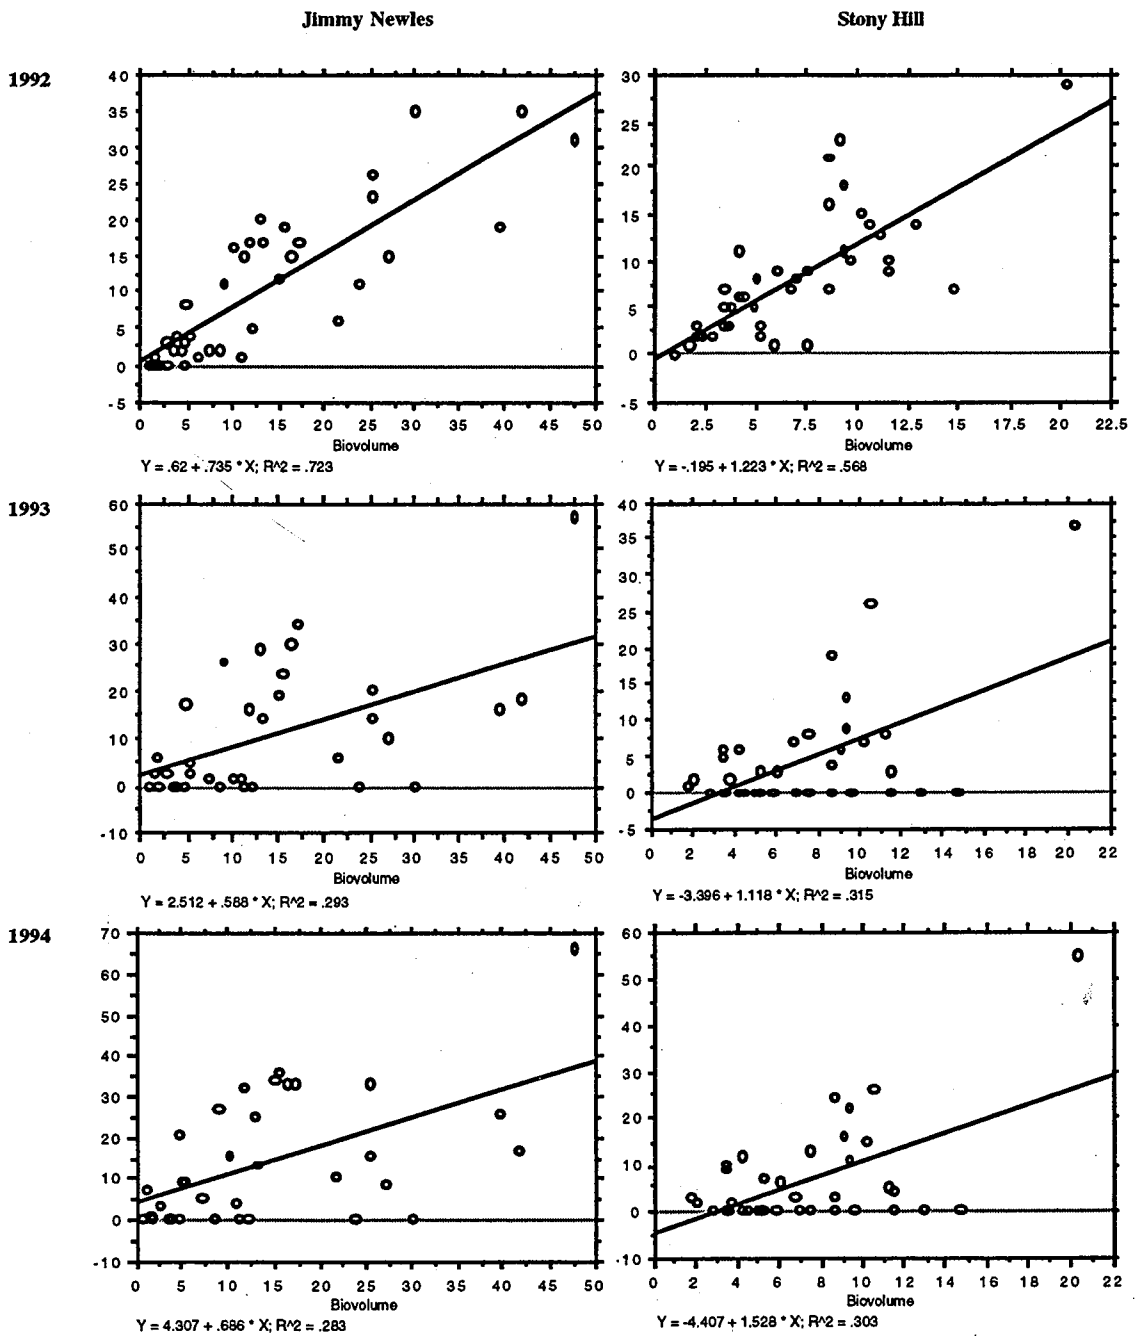 Jimmy Newles Stony Hill
1992
40 35 30 25 20 15 10 5 0 -5
0 5 10 15 20 25 30 35 40 45 50
Biovolume
Y = .62 + .735 * X; R^2 = .723
30 25 20 15 10 5 0 -5
0 2.5 5 7.5 10 12.5 15 17.5 20 22.5
Biovolume
Y = -.195 + 1.223 * X; R^2 = .568
1993
60 50 40 30 20 10 0 -10
0 5 10 15 20 25 30 35 40 45 50
Biovolume
Y = 2.512 + .588 * X; R^2 = .293
40 35 30 25 20 15 10 5 0 -5
0 2 4 6 8 10 12 14 16 18 20 22
Biovolume
Y = -3.396 + 1.118 * X; R^2 = .315
1994
70 60 50 40 30 20 10 0 -10
0 5 10 15 20 25 30 35 40 45 50
Biovolume
Y = 4.307 + .686 * X; R^2 = .283
60 50 40 30 20 10 0 -10
0 2 4 6 8 10 12 14 16 18 20 22
Biovolume
Y = -4.407 + 1.528 * X; R^2 = .303